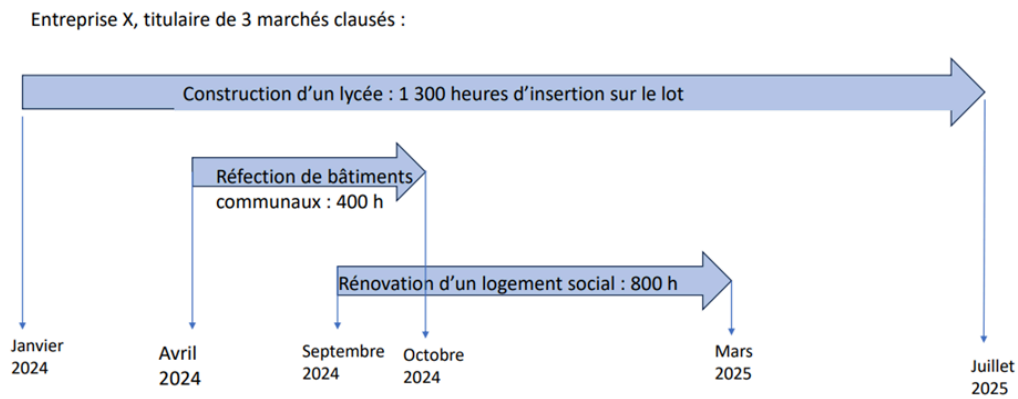 Entreprise X, titulaire de 3 marchés clausés :
Construction d’un lycée : 1 300 heures d’insertion sur le lot
Réfection de bâtiments
communaux : 400 h
Rénovation d’un logement social : 800 h
Janvier
2024
Avril
2024
Septembre
2024
Octobre
2024
Mars
2025
Juillet
2025